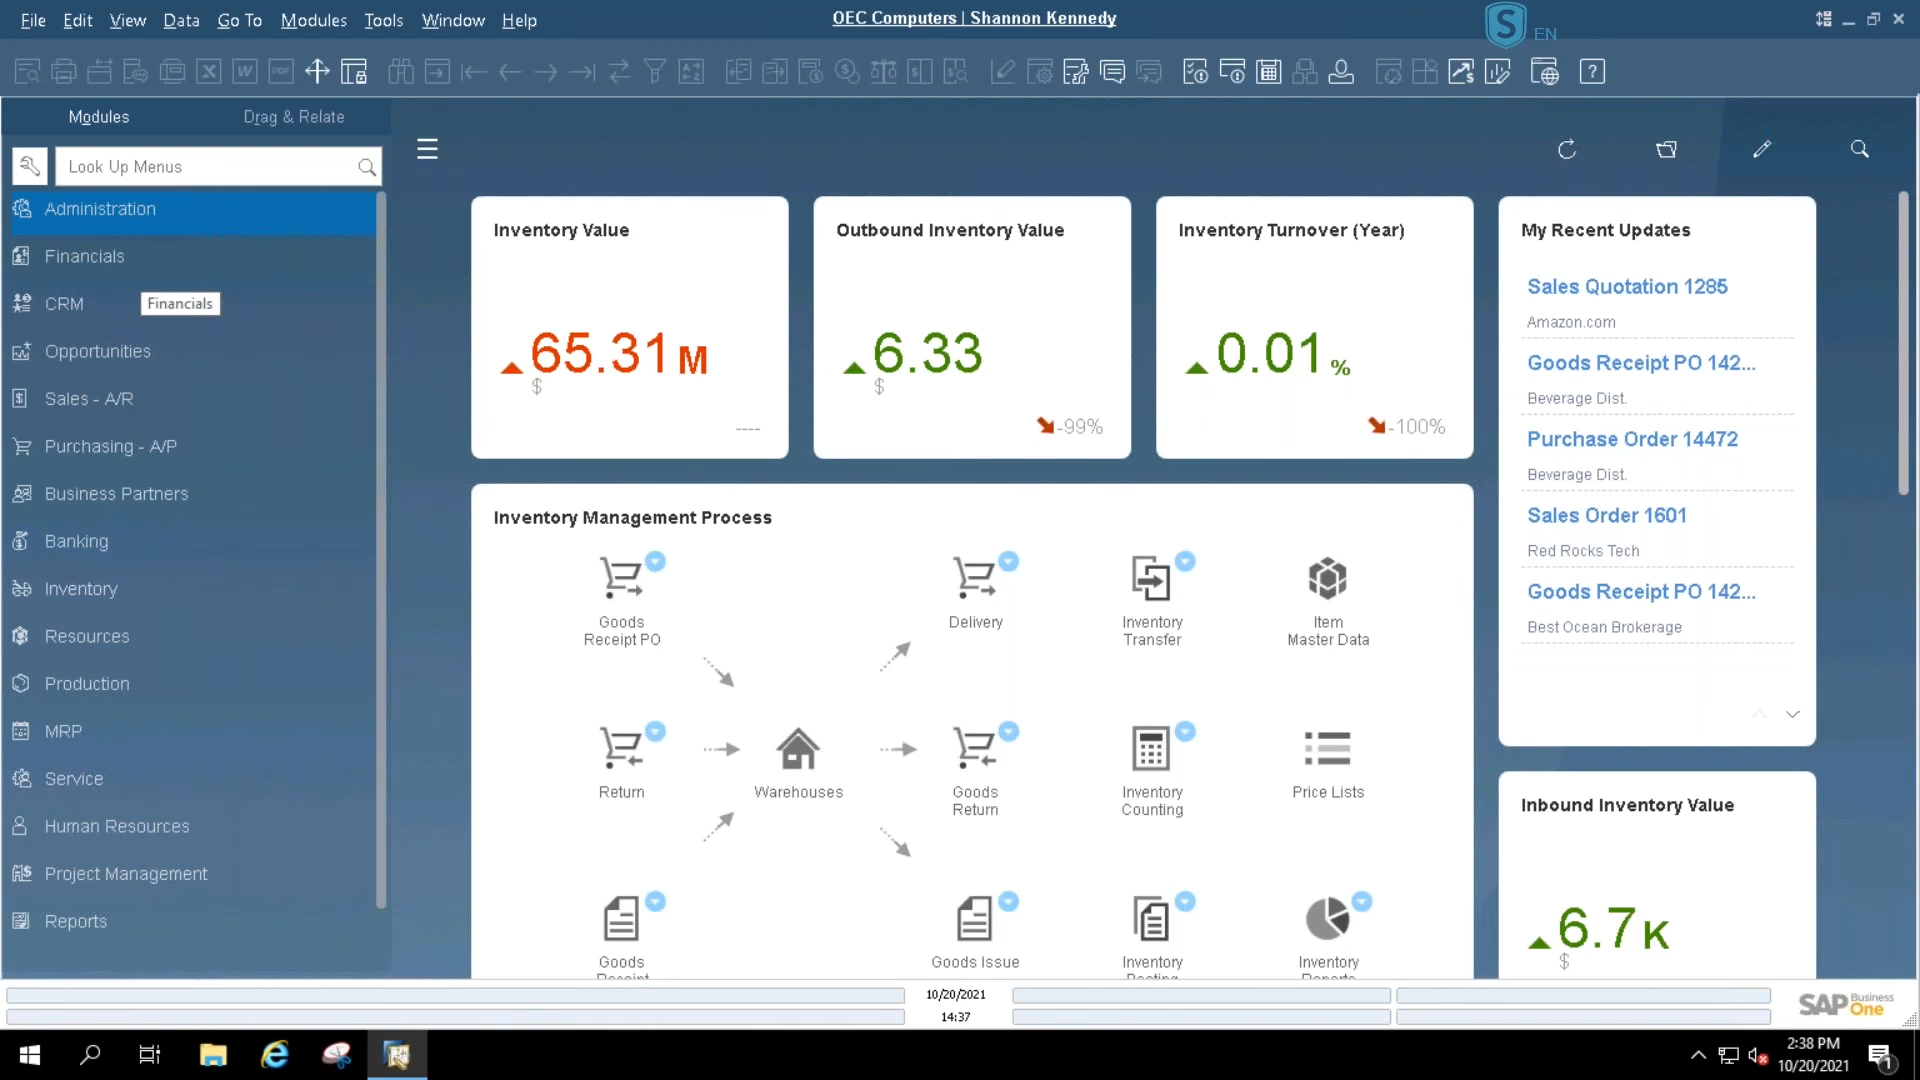 File Edit View Data Go To Modules Tools Window Help
OEC Computers | Shannon Kennedy
S EN
Modules Drag & Relate
Look Up Menus
Administration
Financials
CRM
Financials
Opportunities
Sales - A/R
Purchasing - A/P
Business Partners
Banking
Inventory
Resources
Production
MRP
Service
Human Resources
Project Management
Reports
Inventory Value
65.31 M
$
----
Outbound Inventory Value
6.33
$
-99%
Inventory Turnover (Year)
0.01 %
-100%
My Recent Updates
Sales Quotation 1285
Amazon.com
Goods Receipt PO 142...
Beverage Dist.
Purchase Order 14472
Beverage Dist.
Sales Order 1601
Red Rocks Tech
Goods Receipt PO 142...
Best Ocean Brokerage
Inventory Management Process
Goods
Receipt PO
Delivery
Inventory
Transfer
Item
Master Data
Return
Warehouses
Goods
Return
Inventory
Counting
Price Lists
Goods
Receipt
Goods Issue
Inventory
Posting
Inventory
Reports
Inbound Inventory Value
6.7 K
$
10/20/2021
14:37
SAP Business
One
2:38 PM
10/20/2021
1